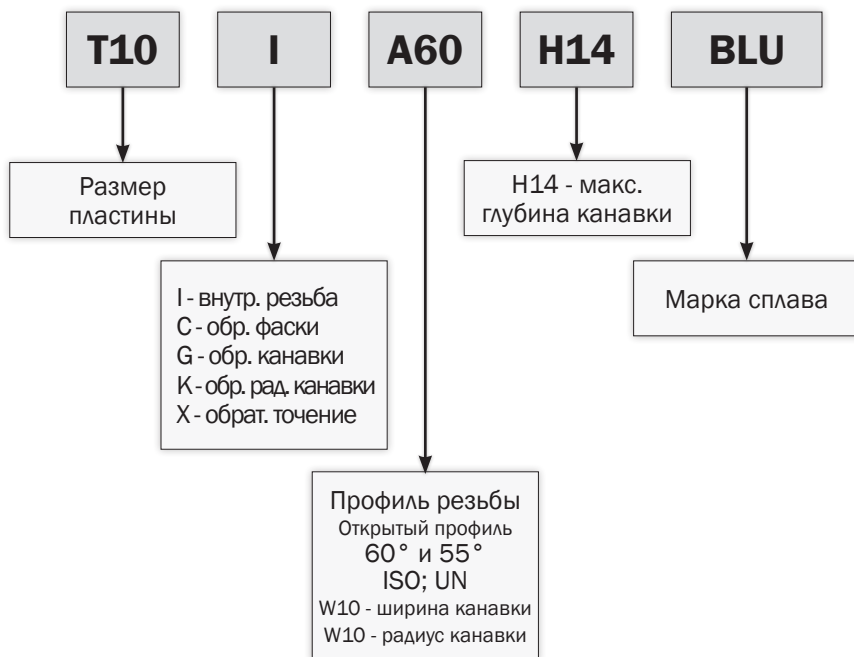 T10 I A60 H14 BLU
Размер
пластины
H14 - макс.
глубина канавки
I - внутр. резьба
C - обр. фаски
G - обр. канавки
K - обр. рад. канавки
X - обрат. точение
Марка сплава
Профиль резьбы
Открытый профиль
60° и 55°
ISO; UN
W10 - ширина канавки
W10 - радиус канавки